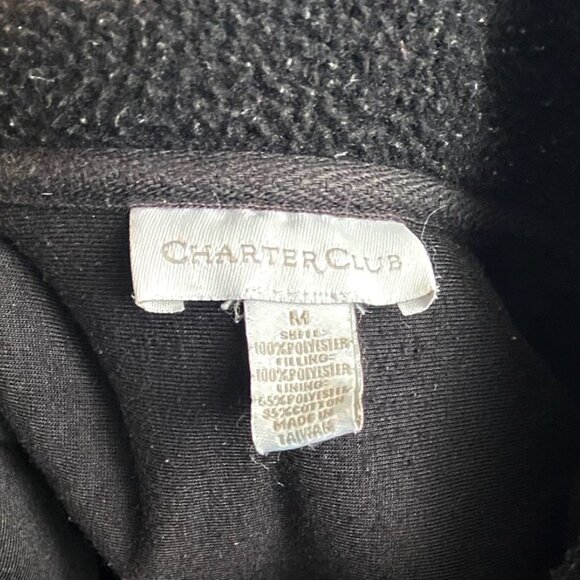 CHARTER CLUB
M
SHELL=
100%POLYESTER
FILLING=
100%POLYESTER
LINING=
65%POLYESTER
35%COTTON
MADE IN
TAIWAN